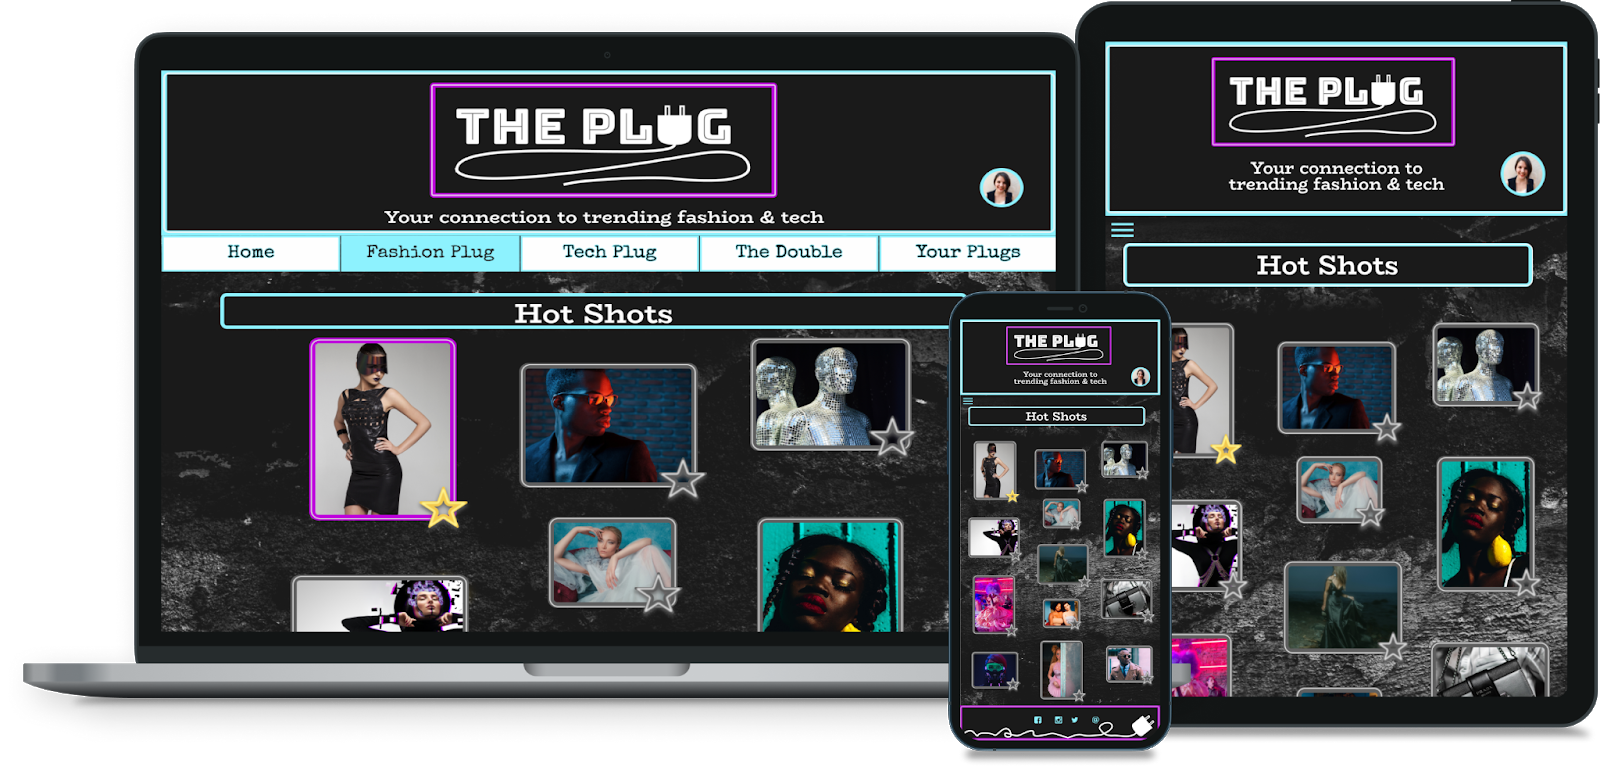 THE PLUG
Your connection to trending fashion & tech
Home
Fashion Plug
Tech Plug
The Double
Your Plugs
Hot Shots
THE PLUG
Your connection to
trending fashion & tech
Hot Shots
THE PLUG
Your connection to
trending fashion & tech
Hot Shots